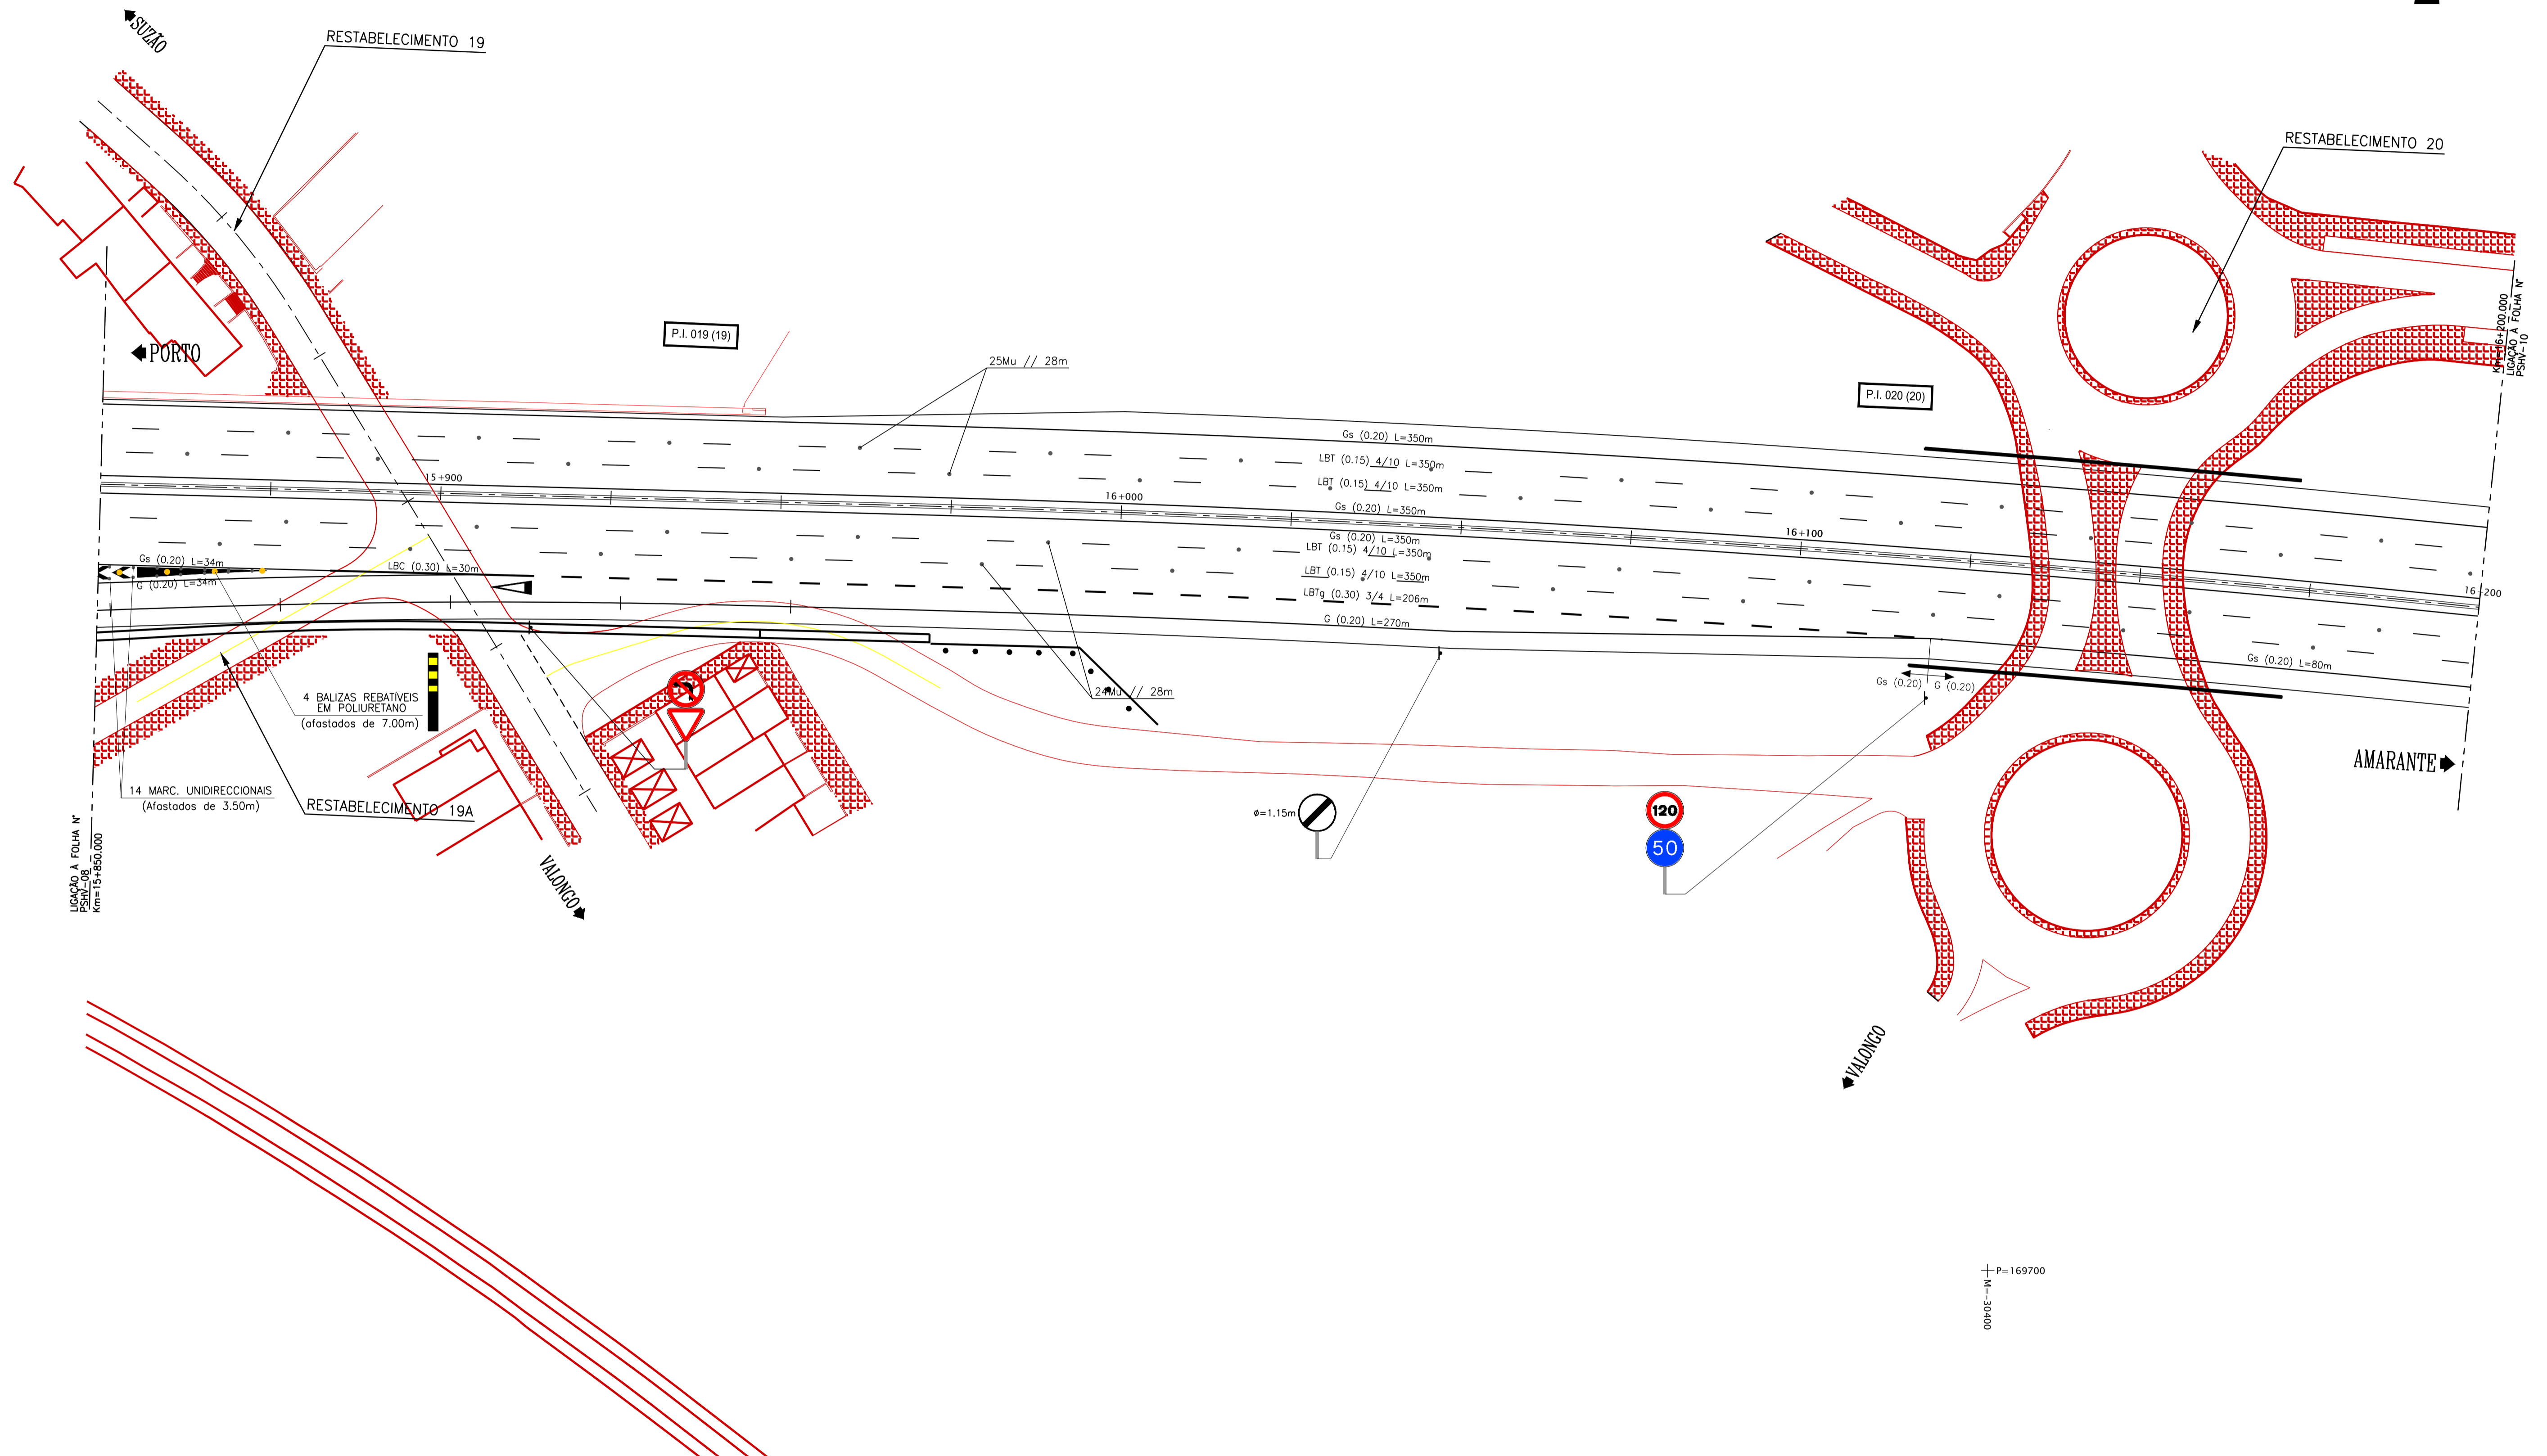 SUZÃO
RESTABELECIMENTO 19
RESTABELECIMENTO 20
PORTO
P.I. 019 (19)
25Mu // 28m
P.I. 020 (20)
Km=16+200.000
LIGAÇÃO À FOLHA Nº
PSHV-10
Gs (0.20) L=350m
LBT (0.15) 4/10 L=350m
LBT (0.15) 4/10 L=350m
Gs (0.20) L=350m
15+900
16+000
16+100
16+200
Gs (0.20) L=350m
LBT (0.15) 4/10 L=350m
LBT (0.15) 4/10 L=350m
LBTg (0.30) 3/4 L=206m
G (0.20) L=270m
Gs (0.20) L=34m
G (0.20) L=34m
LBC (0.30) L=30m
Gs (0.20) L=80m
Gs (0.20)
G (0.20)
24Mu // 28m
4 BALIZAS REBATÍVEIS
EM POLIURETANO
(afastados de 7.00m)
14 MARC. UNIDIRECCIONAIS
(Afastados de 3.50m)
RESTABELECIMENTO 19A
AMARANTE
ø=1.15m
120
50
LIGAÇÃO À FOLHA Nº
PSHV-08
Km=15+850.000
VALONGO
VALONGO
P=169700
M=-30400